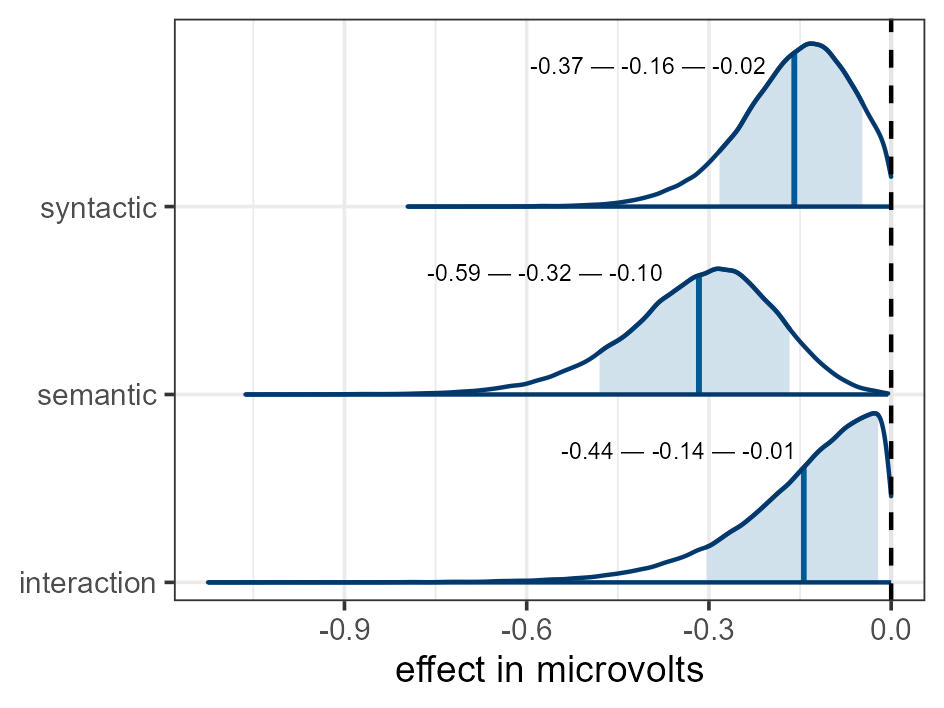 -0.37 — -0.16 — -0.02
syntactic
-0.59 — -0.32 — -0.10
semantic
-0.44 — -0.14 — -0.01
interaction
-0.9 -0.6 -0.3 0.0
effect in microvolts